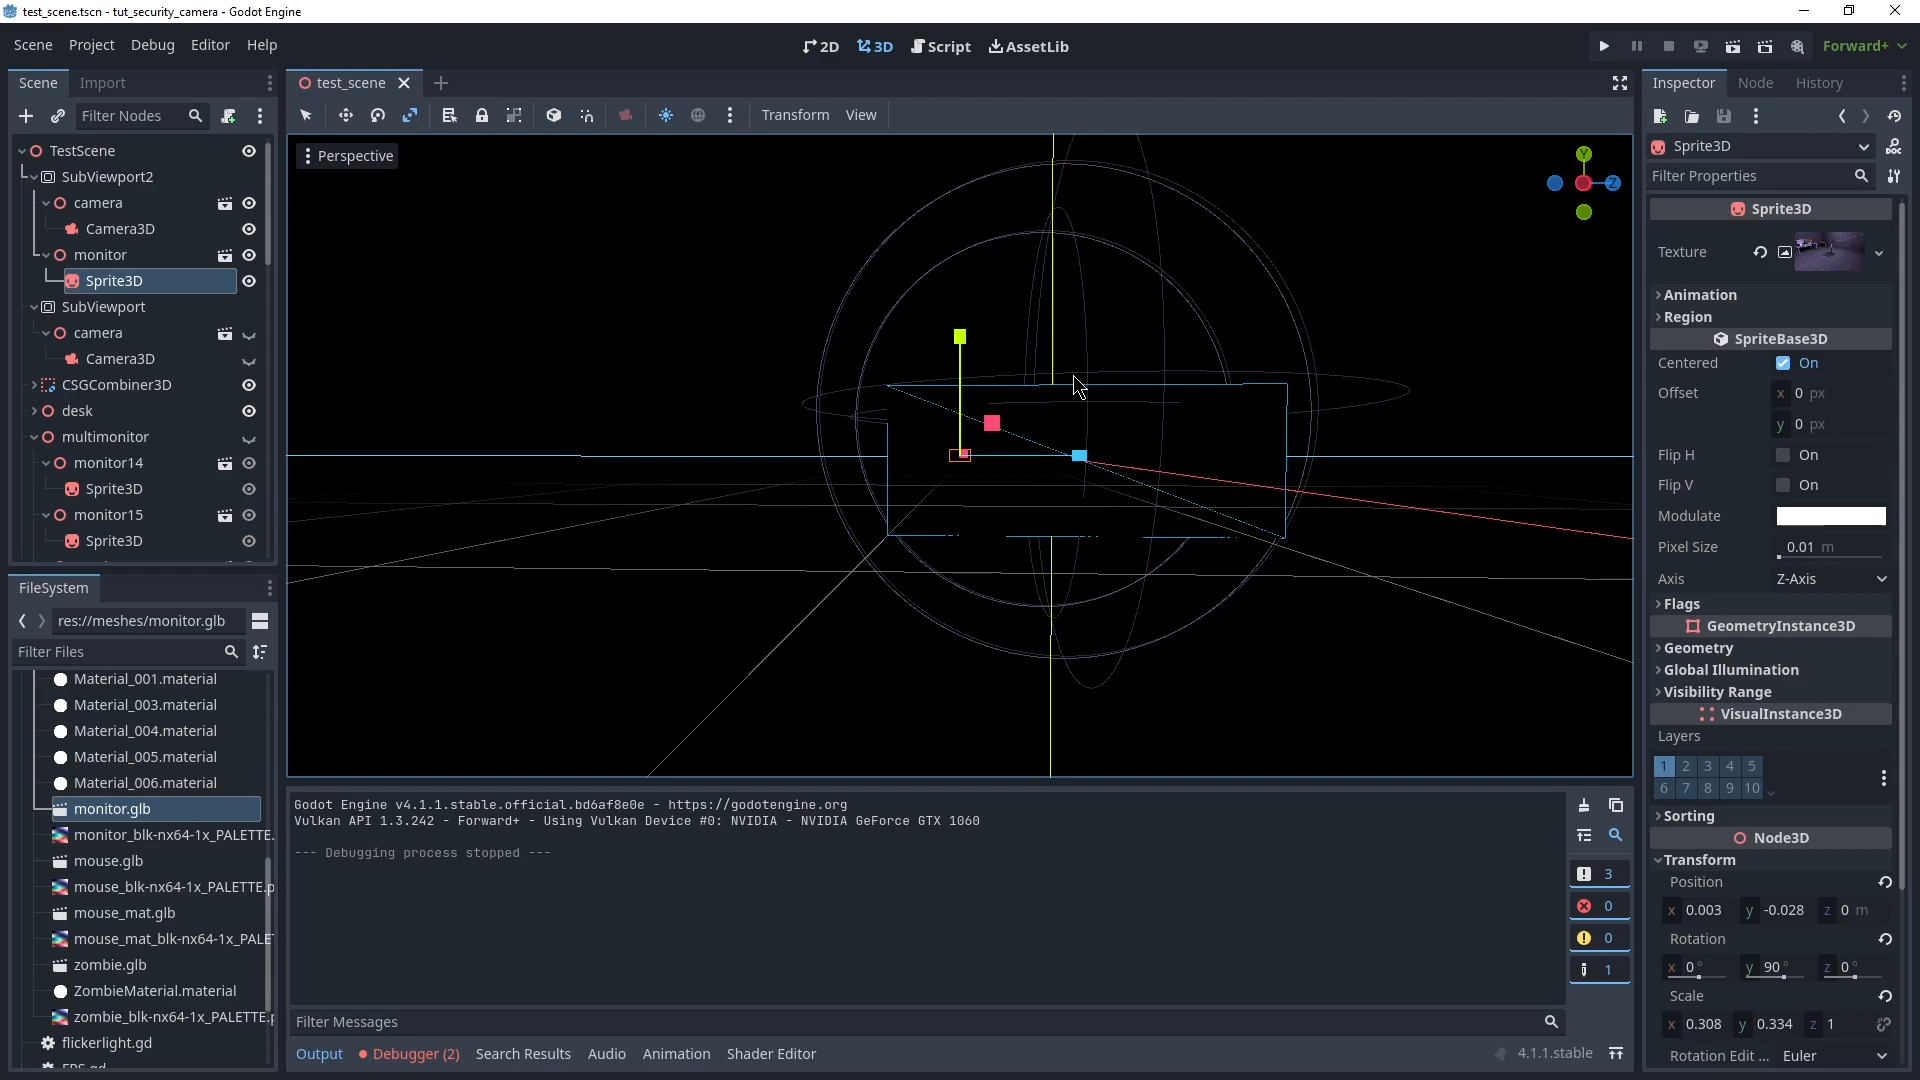 test_scene.tscn - tut_security_camera - Godot Engine
Scene Project Debug Editor Help
2D 3D Script AssetLib
Forward+
Scene Import
Filter Nodes
TestScene
SubViewport2
camera
Camera3D
monitor
Sprite3D
SubViewport
camera
Camera3D
CSGCombiner3D
desk
multimonitor
monitor14
Sprite3D
monitor15
Sprite3D
FileSystem
res://meshes/monitor.glb
Filter Files
Material_001.material
Material_003.material
Material_004.material
Material_005.material
Material_006.material
monitor.glb
monitor_blk-nx64-1x_PALETTE.
mouse.glb
mouse_blk-nx64-1x_PALETTE.p
mouse_mat.glb
mouse_mat_blk-nx64-1x_PALE
zombie.glb
ZombieMaterial.material
zombie_blk-nx64-1x_PALETTE.p
flickerlight.gd
test_scene
Transform View
Perspective
Y
Z
Godot Engine v4.1.1.stable.official.bd6af8e0e - https://godotengine.org
Vulkan API 1.3.242 - Forward+ - Using Vulkan Device #0: NVIDIA - NVIDIA GeForce GTX 1060
--- Debugging process stopped ---
3
0
0
1
Filter Messages
Output Debugger (2) Search Results Audio Animation Shader Editor
4.1.1.stable
Inspector Node History
Sprite3D
DOC
Filter Properties
Sprite3D
Texture
Animation
Region
SpriteBase3D
Centered On
Offset x 0 px
y 0 px
Flip H On
Flip V On
Modulate
Pixel Size 0.01 m
Axis Z-Axis
Flags
GeometryInstance3D
Geometry
Global Illumination
Visibility Range
VisualInstance3D
Layers
1 2 3 4 5
6 7 8 9 10
Sorting
Node3D
Transform
Position
x 0.003 y -0.028 z 0 m
Rotation
x 0° y 90° z 0°
Scale
x 0.308 y 0.334 z 1
Rotation Edit ... Euler